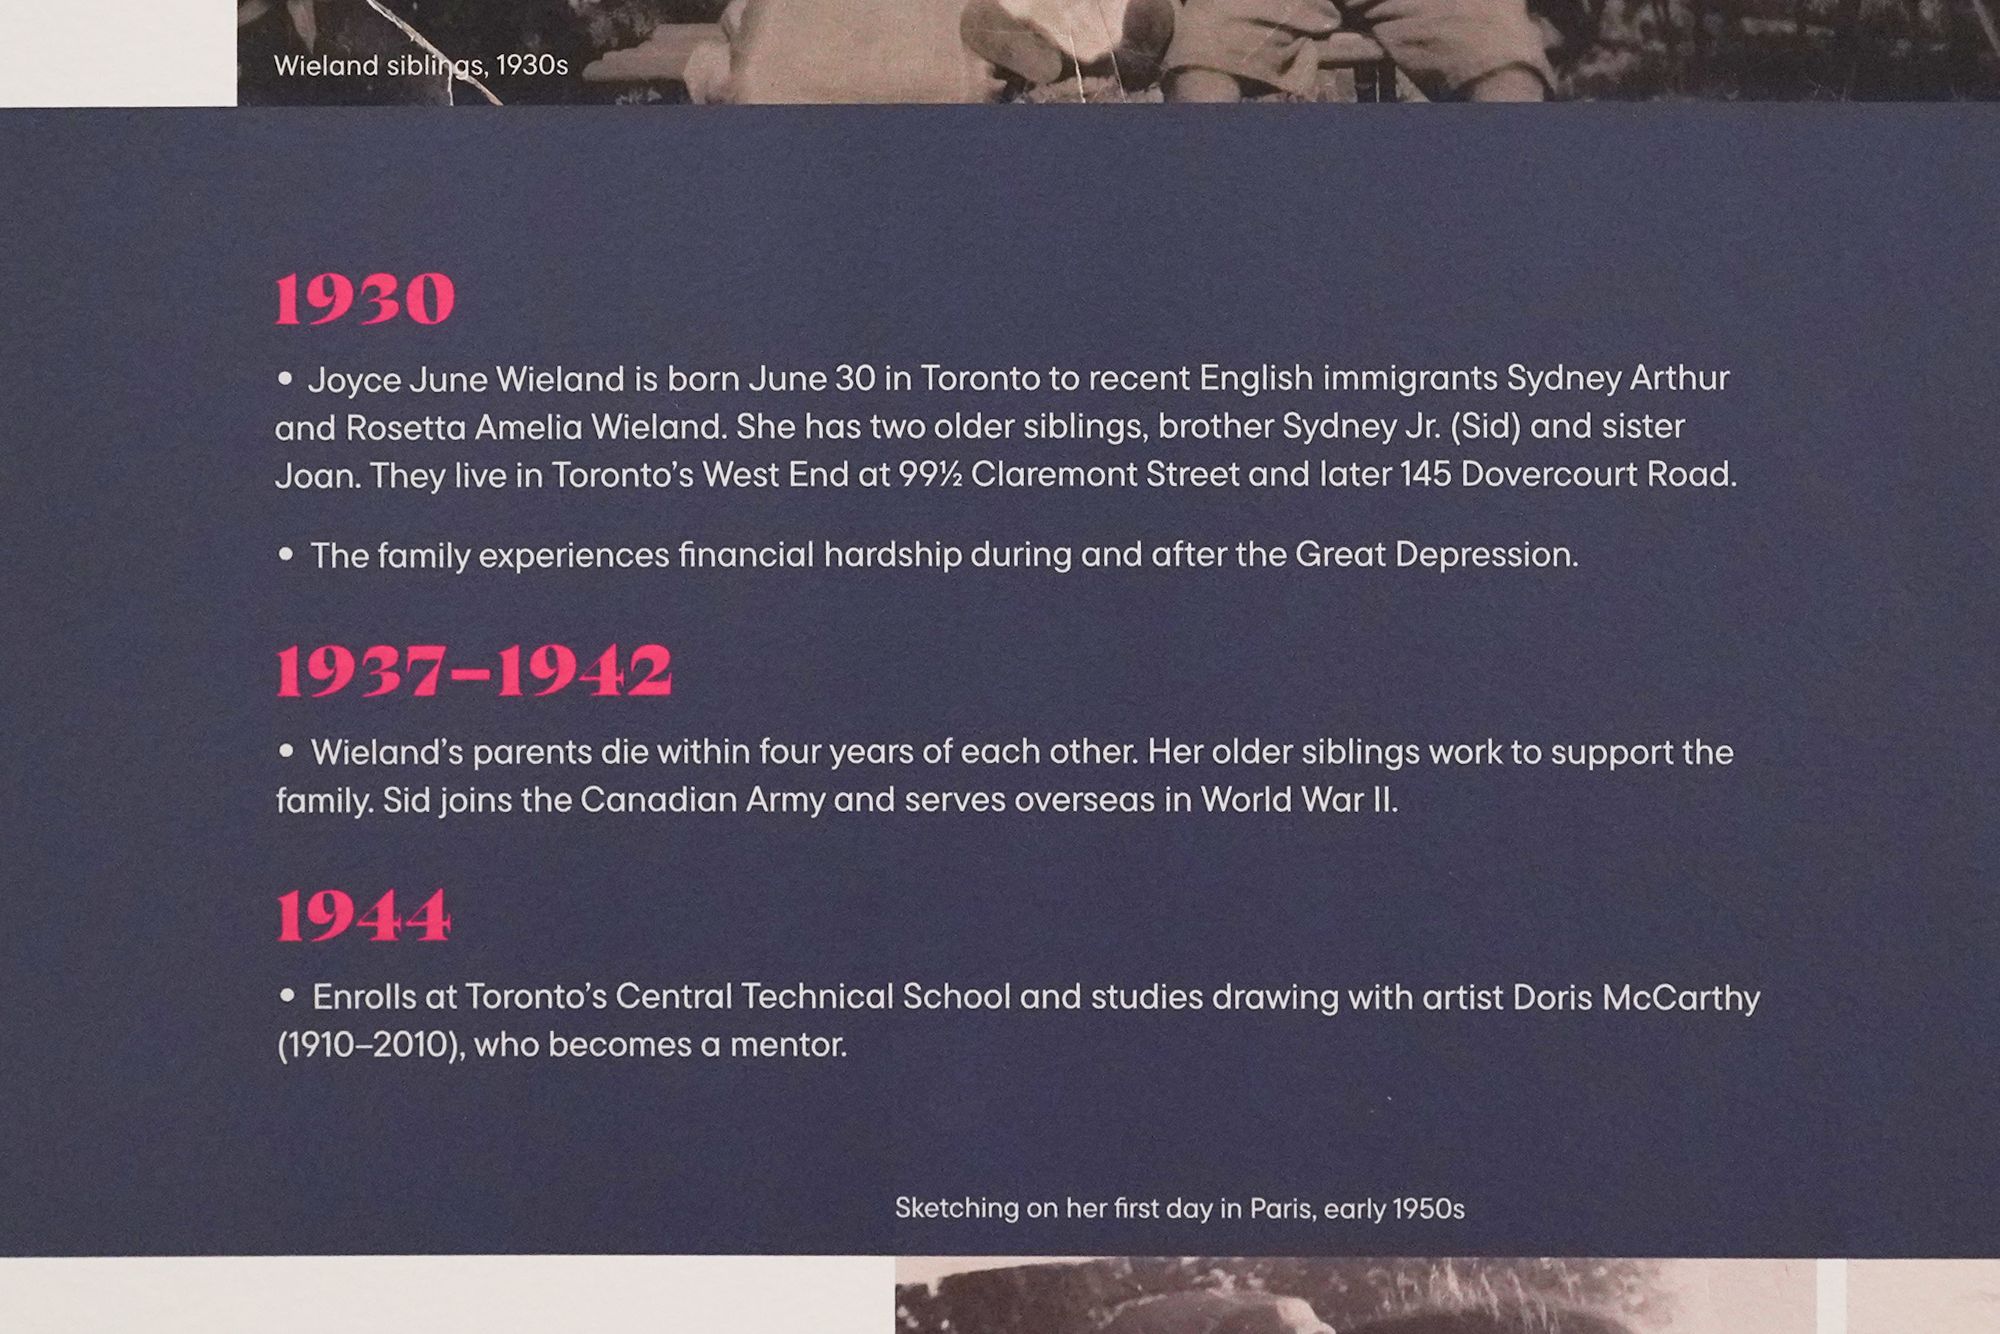 Wieland siblings, 1930s
1930
• Joyce June Wieland is born June 30 in Toronto to recent English immigrants Sydney Arthur
and Rosetta Amelia Wieland. She has two older siblings, brother Sydney Jr. (Sid) and sister
Joan. They live in Toronto’s West End at 99½ Claremont Street and later 145 Dovercourt Road.
• The family experiences financial hardship during and after the Great Depression.
1937–1942
• Wieland’s parents die within four years of each other. Her older siblings work to support the
family. Sid joins the Canadian Army and serves overseas in World War II.
1944
• Enrolls at Toronto’s Central Technical School and studies drawing with artist Doris McCarthy
(1910–2010), who becomes a mentor.
Sketching on her first day in Paris, early 1950s